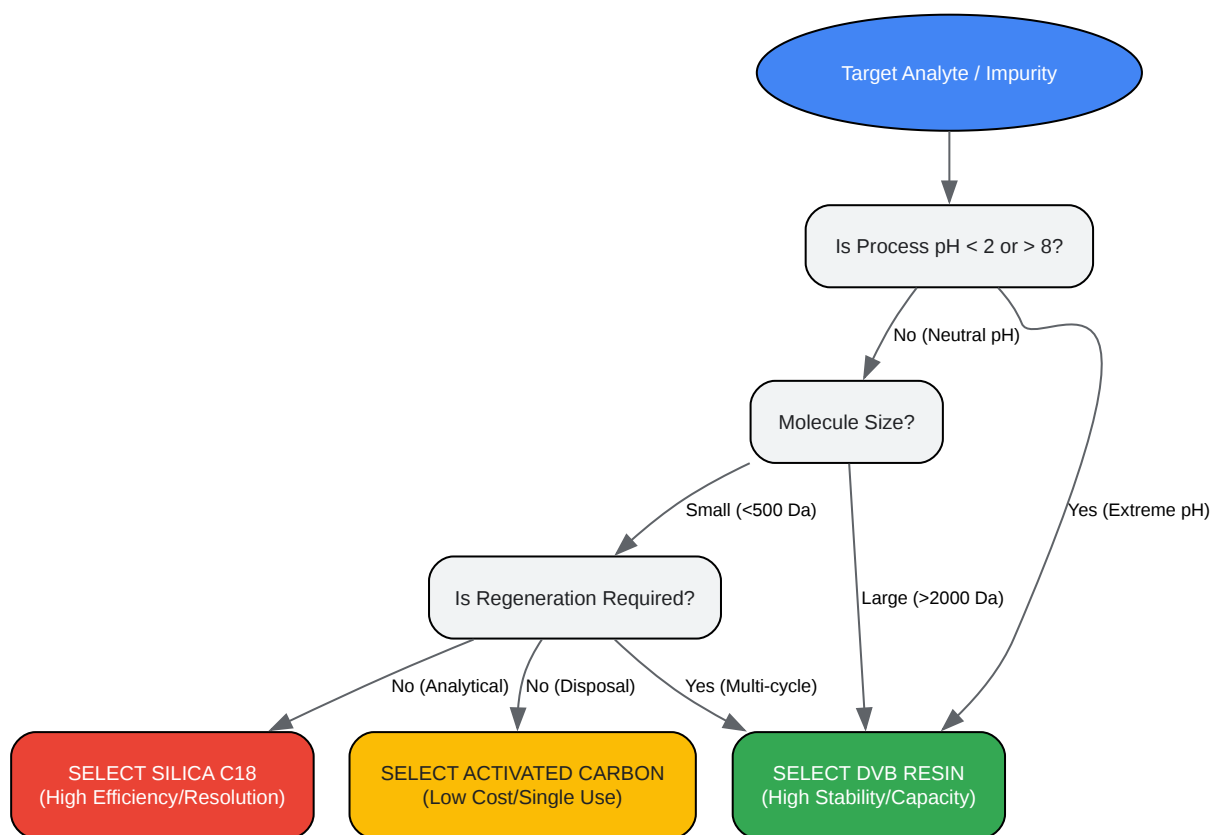 Target Analyte / Impurity
Is Process pH < 2 or > 8?
No (Neutral pH)
Molecule Size?
Small (<500 Da)
Yes (Extreme pH)
Is Regeneration Required?
Large (>2000 Da)
No (Analytical)
No (Disposal)
Yes (Multi-cycle)
SELECT SILICA C18
(High Efficiency/Resolution)
SELECT ACTIVATED CARBON
(Low Cost/Single Use)
SELECT DVB RESIN
(High Stability/Capacity)